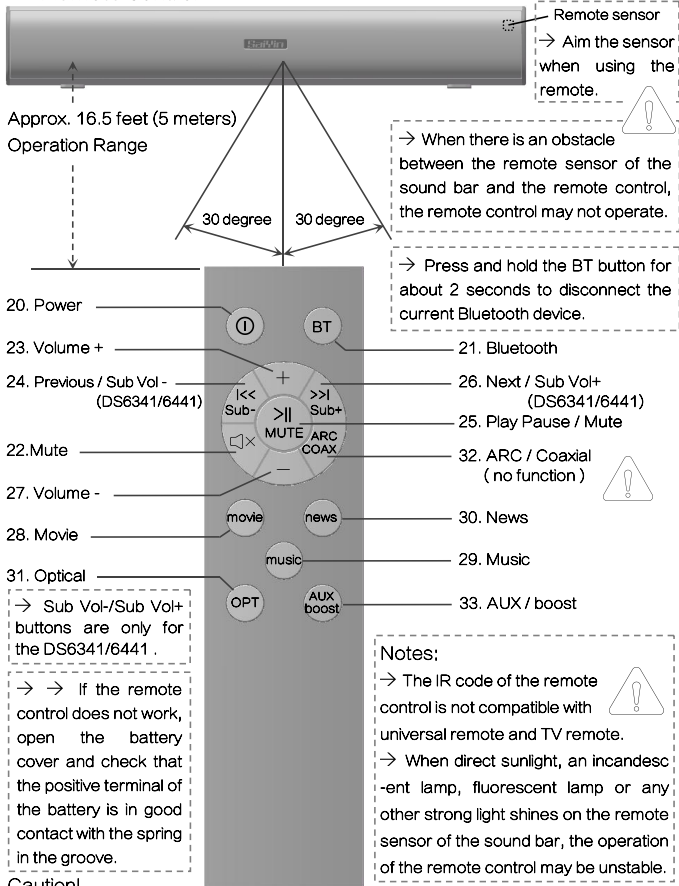 Remote sensor
→ Aim the sensor
when using the
remote.
SaiYin
Approx. 16.5 feet (5 meters)
Operation Range
→ When there is an obstacle
between the remote sensor of the
sound bar and the remote control,
the remote control may not operate.
30 degree
30 degree
→ Press and hold the BT button for
about 2 seconds to disconnect the
current Bluetooth device.
20. Power
BT
21. Bluetooth
23. Volume +
+
24. Previous / Sub Vol -
(DS6341/6441)
|<<
Sub-
>>|
Sub+
26. Next / Sub Vol+
(DS6341/6441)
>||
MUTE
25. Play Pause / Mute
22.Mute
ARC
COAX
32. ARC / Coaxial
( no function )
27. Volume -
−
28. Movie
movie
news
30. News
music
29. Music
31. Optical
OPT
AUX
boost
33. AUX / boost
→ Sub Vol-/Sub Vol+
buttons are only for
the DS6341/6441 .
→ → If the remote
control does not work,
open the battery
cover and check that
the positive terminal of
the battery is in good
contact with the spring
in the groove.
Notes:
→ The IR code of the remote
control is not compatible with
universal remote and TV remote.
→ When direct sunlight, an incandesc
-ent lamp, fluorescent lamp or any
other strong light shines on the remote
sensor of the sound bar, the operation
of the remote control may be unstable.
Caution!